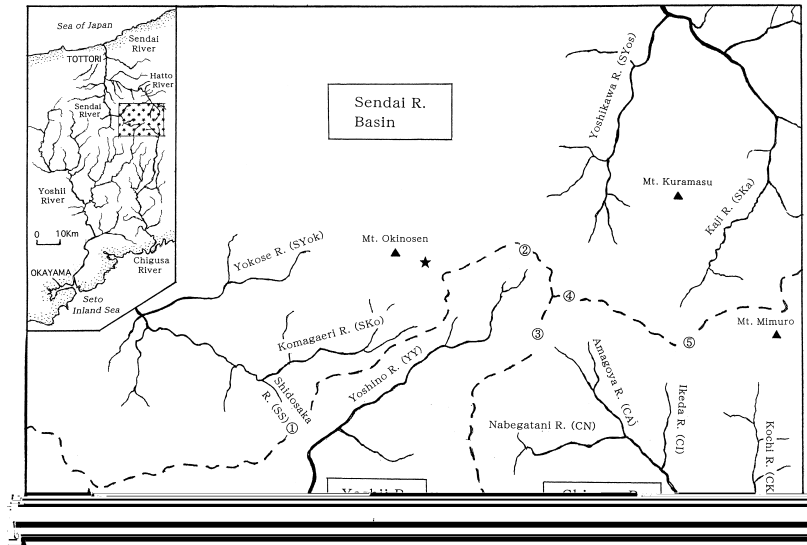 Sea of Japan
Sendai
River
TOTTORI
Hatto
River
Sendai
River
Yoshii
River
0 10Km
Chigusa
River
OKAYAMA
Seto
Inland Sea
Sendai R.
Basin
Yoshikawa R. (SYos)
Mt. Kuramasu
Kaji R. (SKa)
Mt. Okinosen
Yokose R. (SYok)
②
④
③
⑤
Mt. Mimuro
Komagaeri R. (SKo)
Shidosaka
R. (SS)
①
Yoshino R. (YY)
Amagoya R. (CA)
Nabegatani R. (CN)
Ikeda R. (CI)
Kochi R. (CK